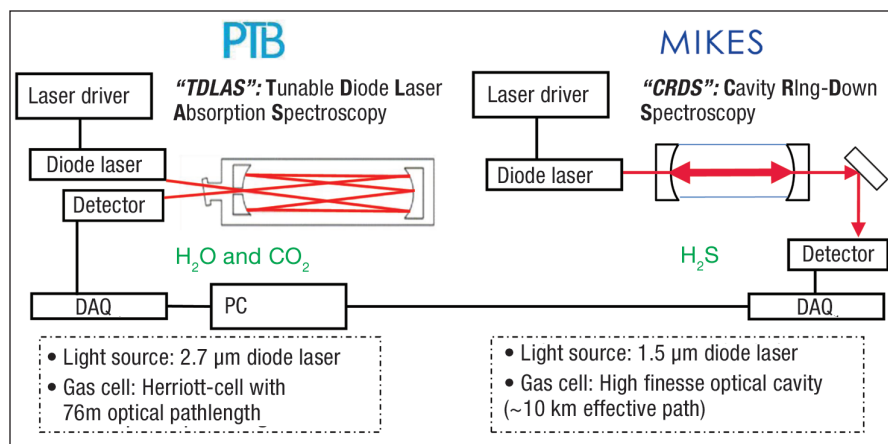 PTB
"TDLAS": Tunable Diode Laser
Absorption Spectroscopy
Laser driver
Diode laser
Detector
H₂O and CO₂
DAQ
PC
• Light source: 2.7 µm diode laser
• Gas cell: Herriott-cell with
76m optical pathlength
MIKES
"CRDS": Cavity RIng-Down
Spectroscopy
Laser driver
Diode laser
H₂S
Detector
DAQ
• Light source: 1.5 µm diode laser
• Gas cell: High finesse optical cavity
(~10 km effective path)